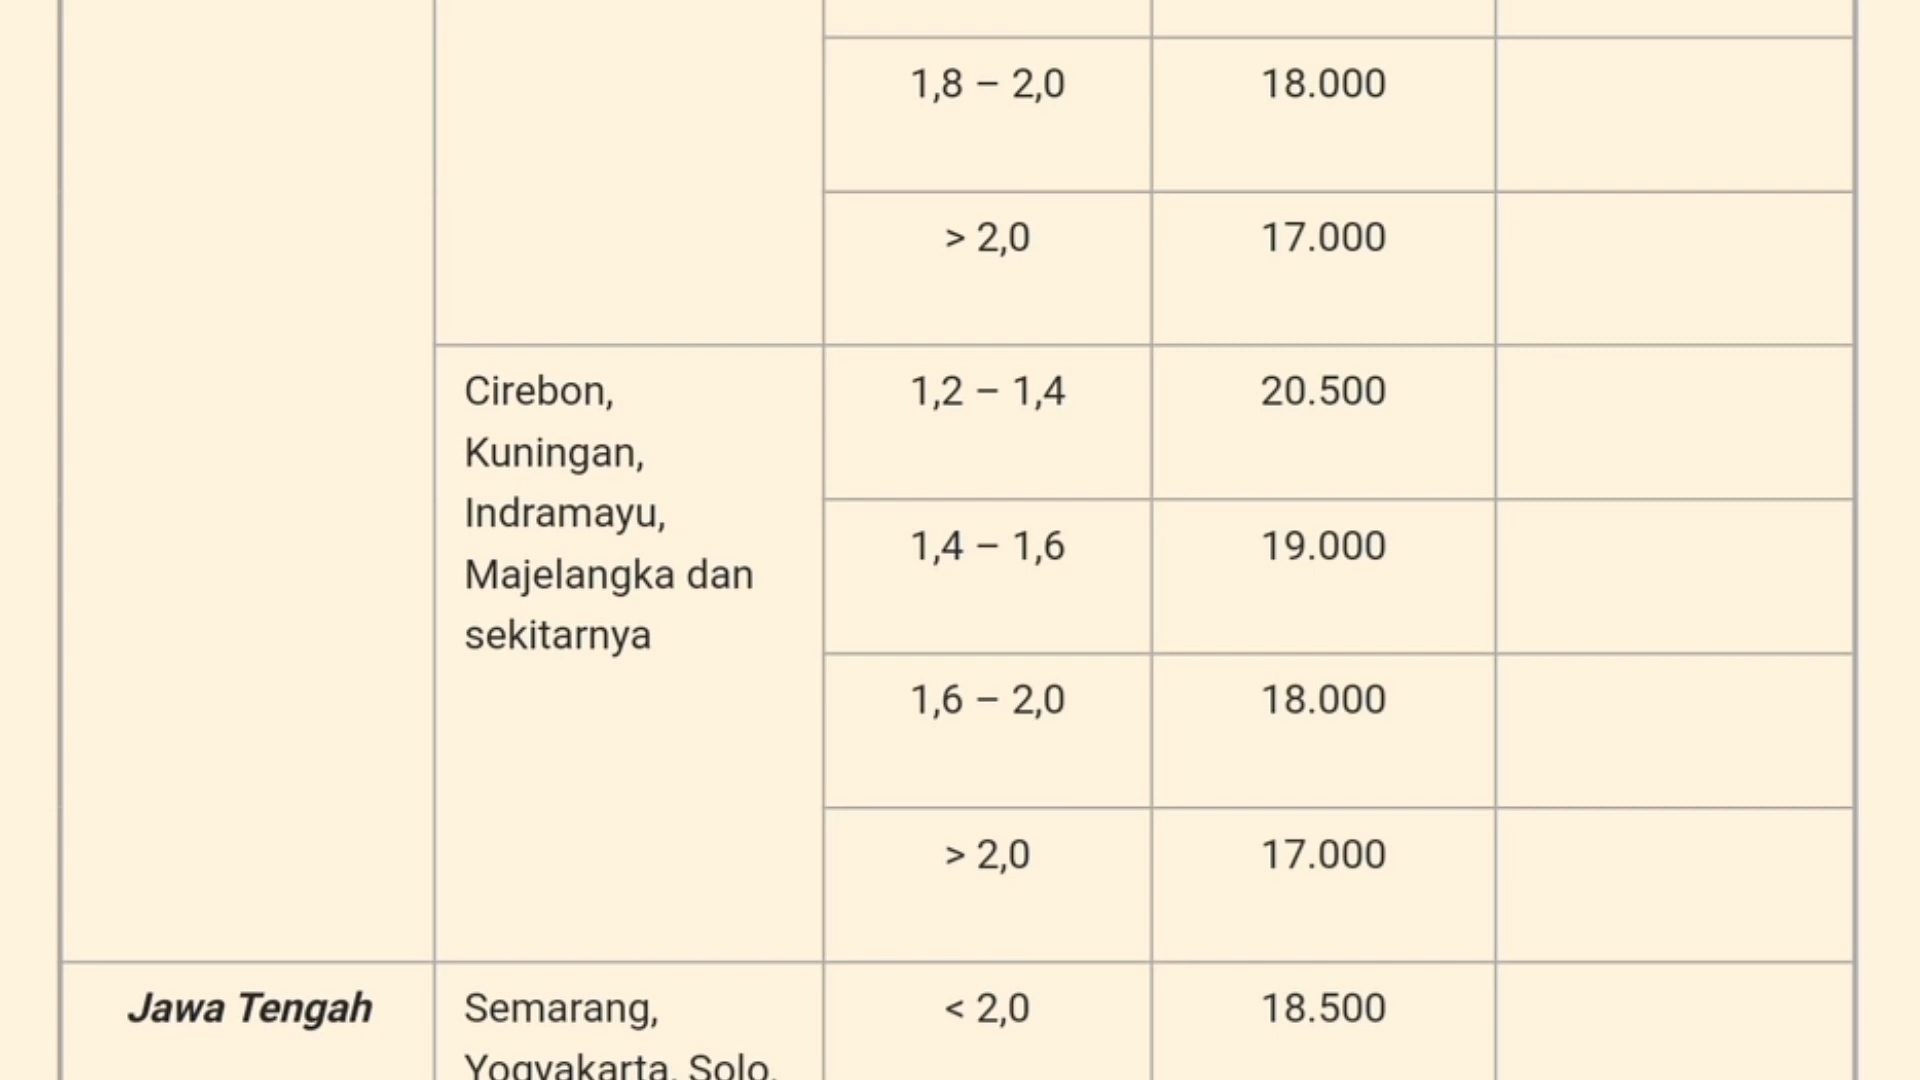 1,8 – 2,0 18.000
> 2,0 17.000
Cirebon, 1,2 – 1,4 20.500
Kuningan,
Indramayu,
1,4 – 1,6 19.000
Majelangka dan
sekitarnya
1,6 – 2,0 18.000
> 2,0 17.000
Jawa Tengah Semarang, < 2,0 18.500
Yogyakarta, Solo,